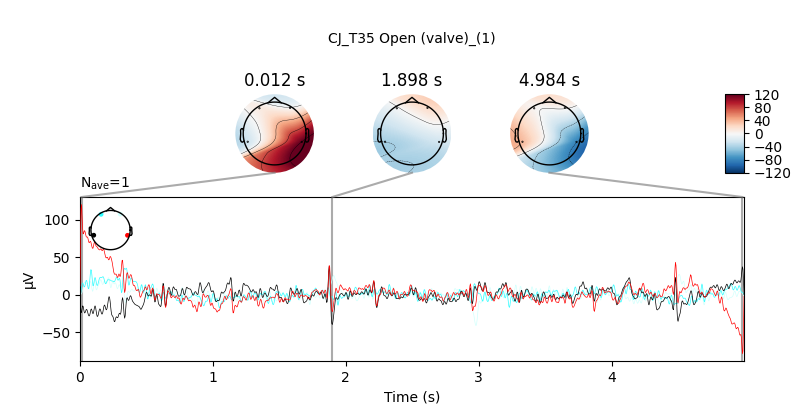 CJ_T35 Open (valve)_(1)
0.012 s 1.898 s 4.984 s
120
80
40
0
−40
−80
−120
Nave=1
100
50
0
−50
µV
0 1 2 3 4
Time (s)